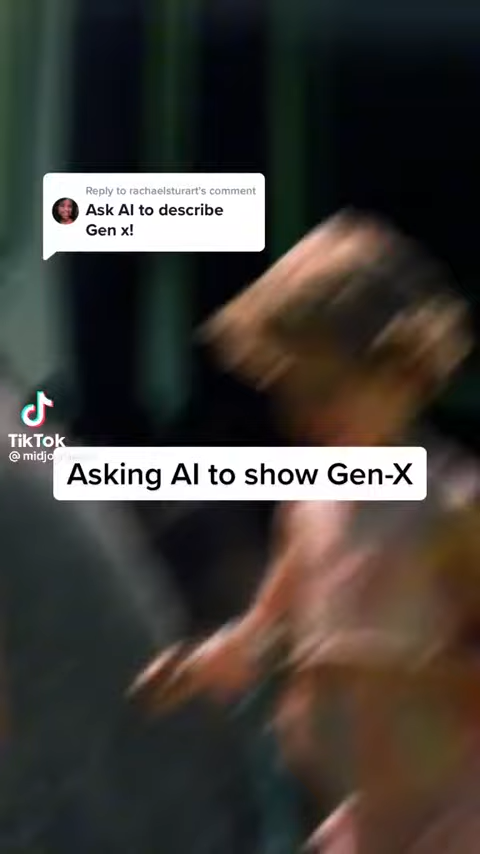 Reply to rachaelsturart's comment
Ask AI to describe
Gen x!
TikTok
Asking AI to show Gen-X